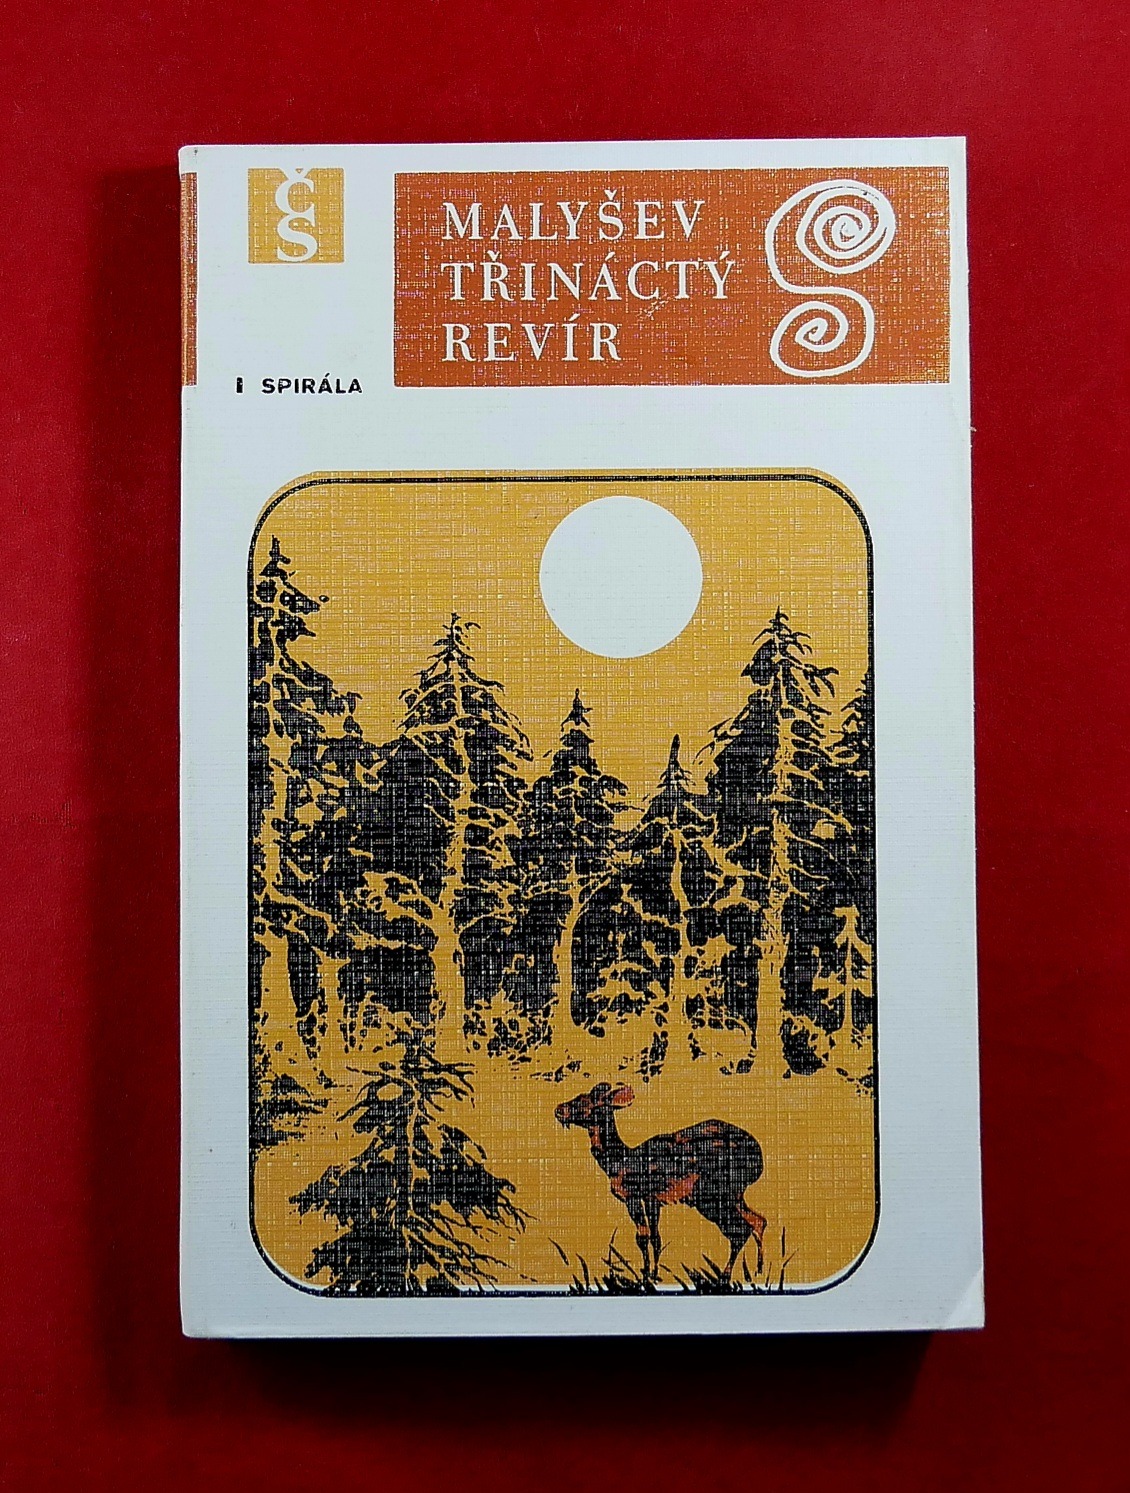 ČS
MALYŠEV
TŘINÁCTÝ
REVÍR
SPIRÁLA